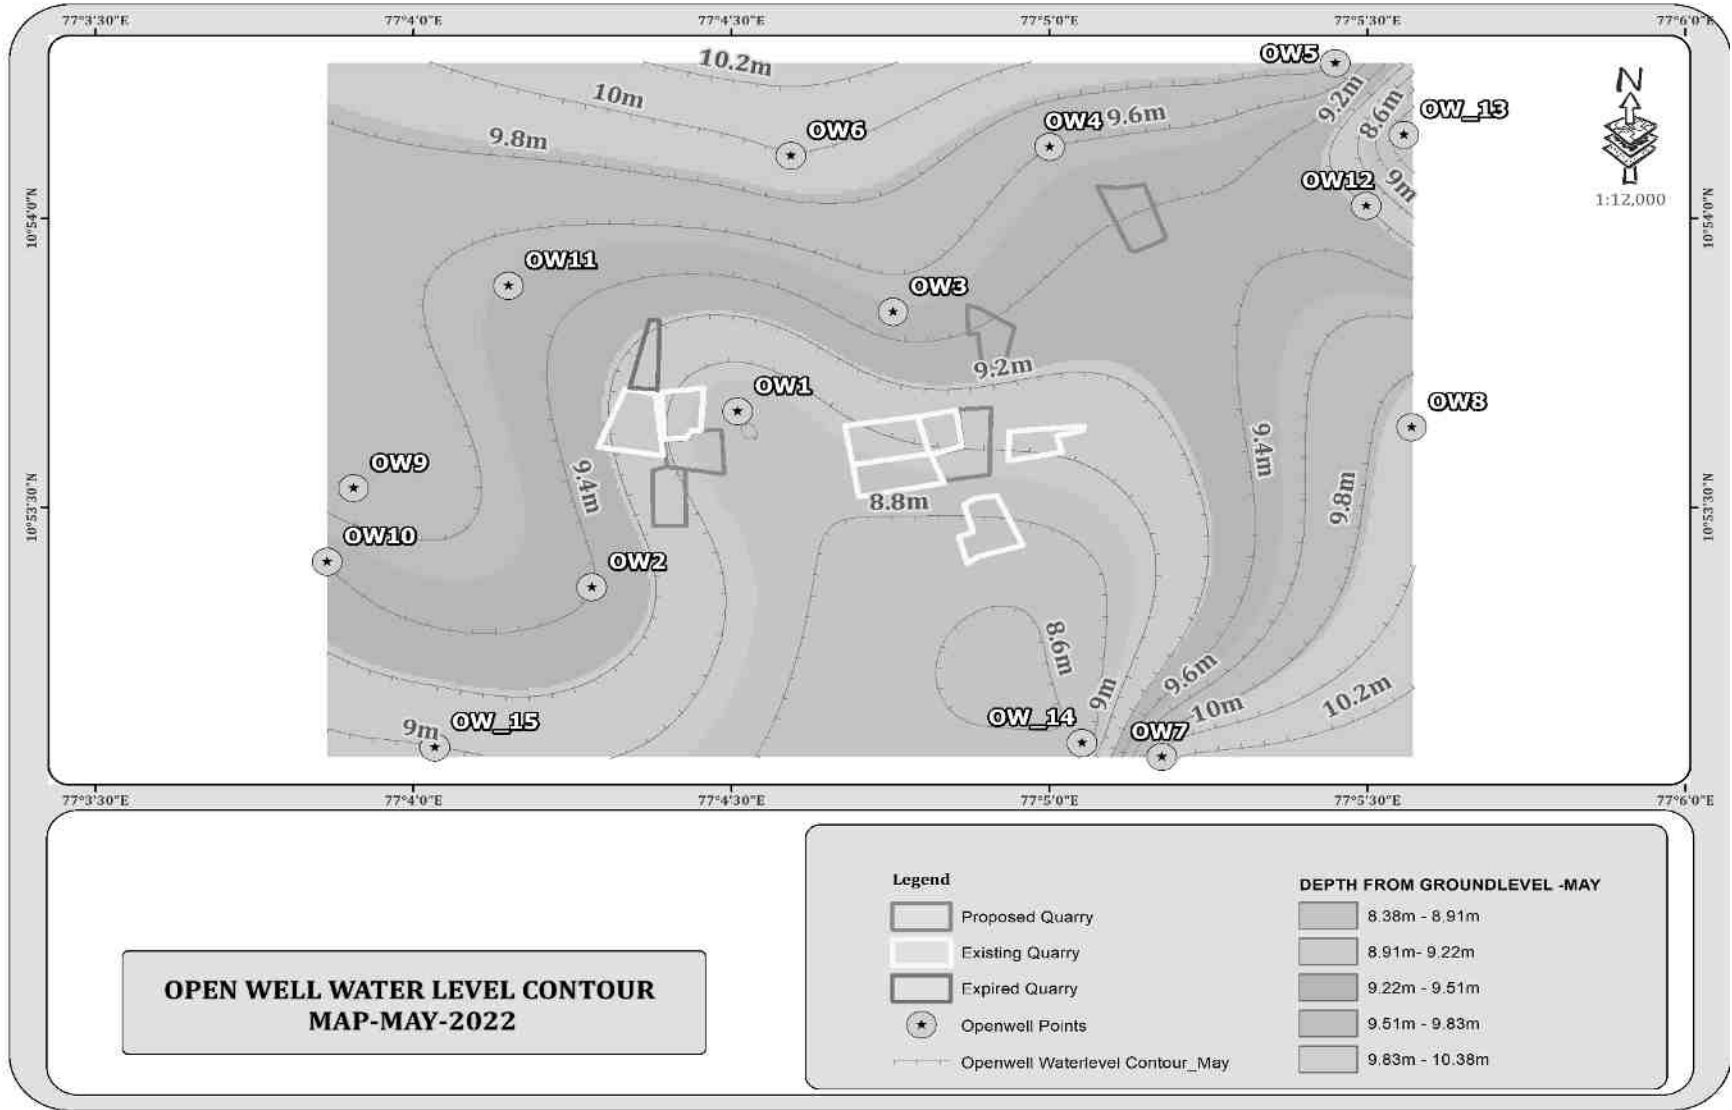 77°3'30"E 77°4'0"E 77°4'30"E 77°5'0"E 77°5'30"E 77°6'0"E
10.2m
OW5
10m
9.2m
8.6m
OW_13
N
OW6
OW4
9.6m
9.8m
OW12
9m
1:12,000
10°54'0"N
10°54'0"N
OW11
OW3
9.2m
OW1
OW8
9.4m
OW9
9.4m
9.8m
8.8m
10°53'30"N
10°53'30"N
OW10
OW2
8.6m
9.6m
9m
10m
10.2m
9m
OW_15
OW_14
OW7
77°3'30"E 77°4'0"E 77°4'30"E 77°5'0"E 77°5'30"E 77°6'0"E
OPEN WELL WATER LEVEL CONTOUR
MAP-MAY-2022
Legend
Proposed Quarry
Existing Quarry
Expired Quarry
Openwell Points
Openwell Waterlevel Contour_May
DEPTH FROM GROUNDLEVEL -MAY
8.38m - 8.91m
8.91m- 9.22m
9.22m - 9.51m
9.51m - 9.83m
9.83m - 10.38m